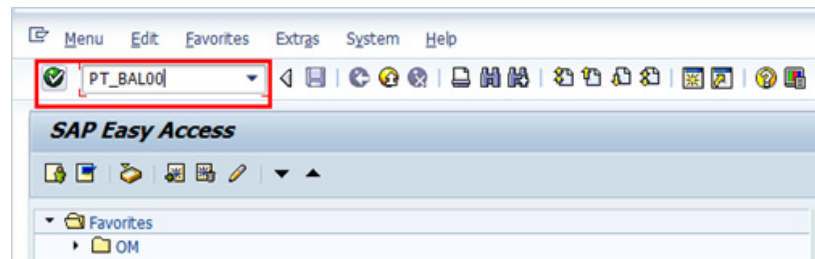 Menu Edit Favorites Extras System Help
PT_BAL00
SAP Easy Access
Favorites
OM